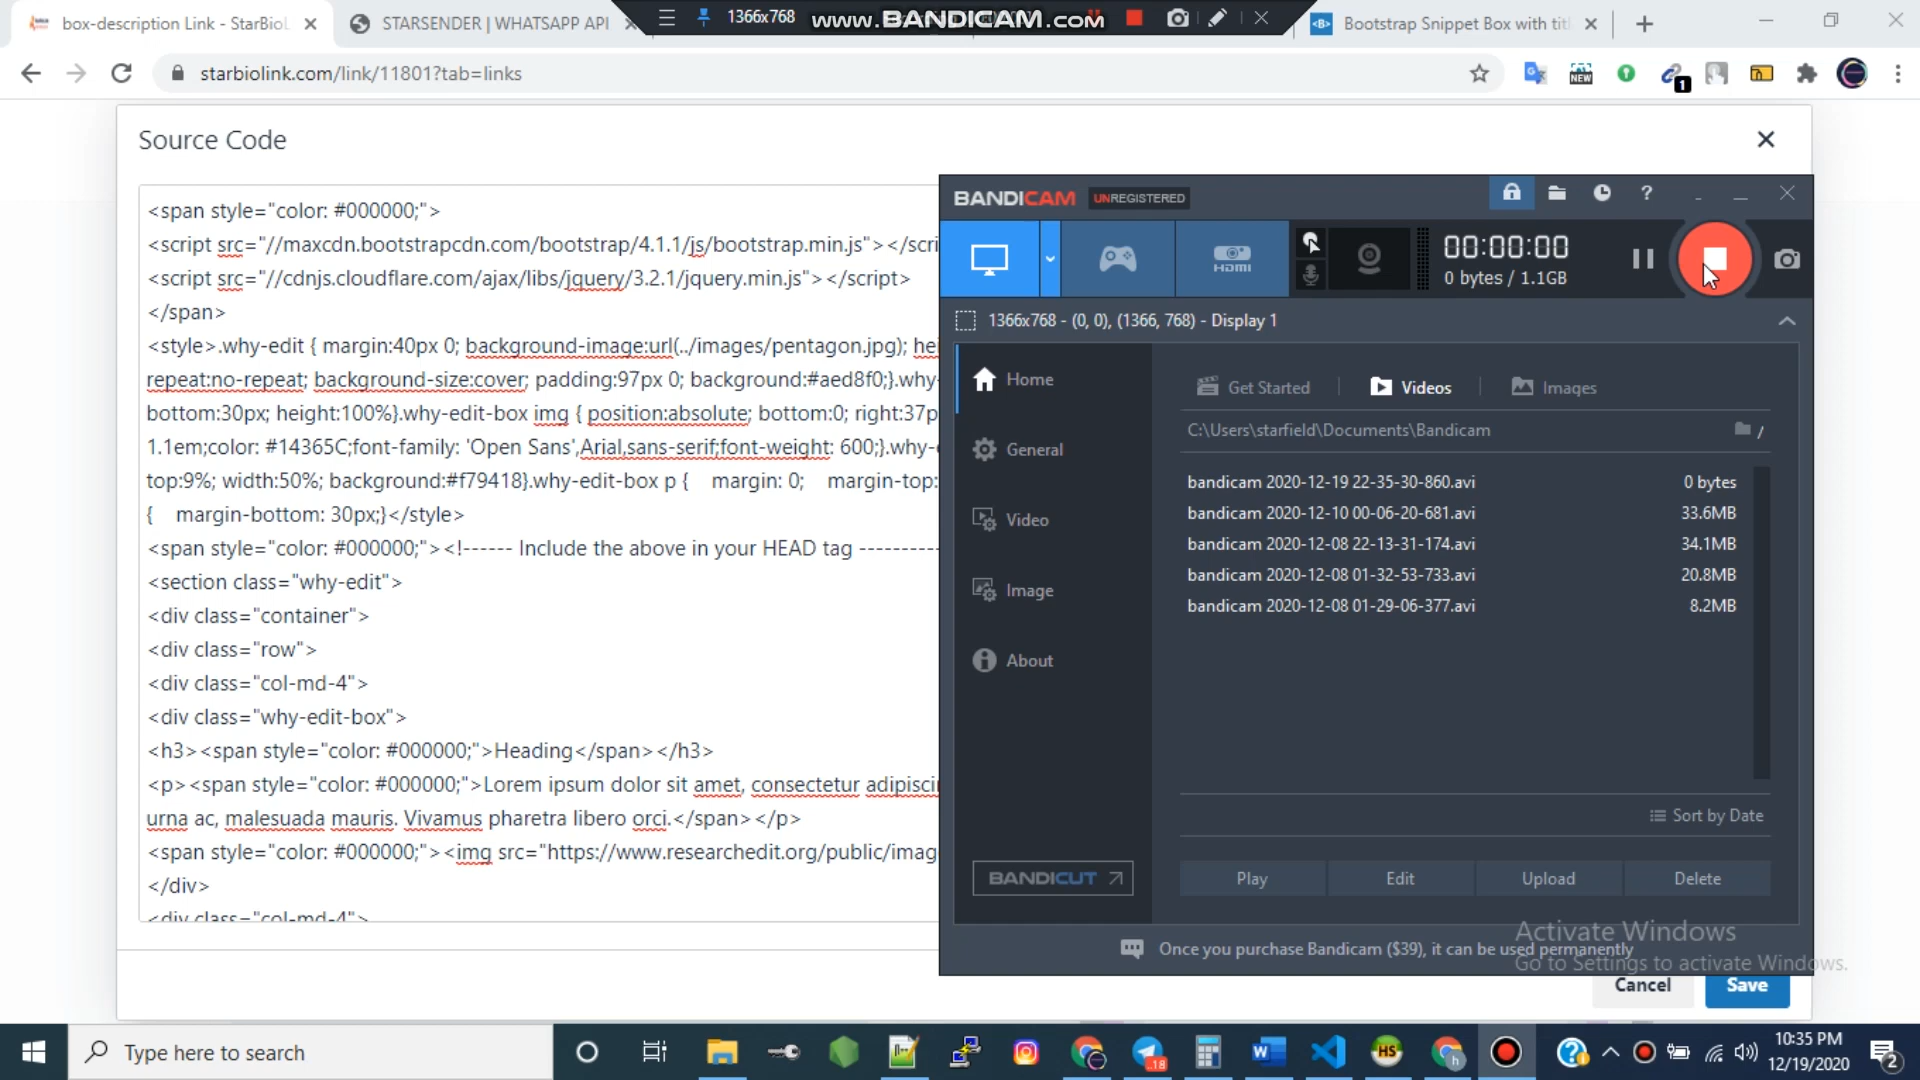 box-description Link - StarBioL
STARSENDER | WHATSAPP API
1366x768
www.BANDICAM.com
Bootstrap Snippet Box with tit
starbiolink.com/link/11801?tab=links
NEW
1
Source Code
<span style="color: #000000;">
<script src="//maxcdn.bootstrapcdn.com/bootstrap/4.1.1/js/bootstrap.min.js"></scri
<script src="//cdnjs.cloudflare.com/ajax/libs/jquery/3.2.1/jquery.min.js"></script>
</span>
<style>.why-edit { margin:40px 0; background-image:url(../images/pentagon.jpg); hei
repeat:no-repeat; background-size:cover; padding:97px 0; background:#aed8f0;}.why-
bottom:30px; height:100%}.why-edit-box img { position:absolute; bottom:0; right:37p
1.1em;color: #14365C;font-family: 'Open Sans',Arial,sans-serif;font-weight: 600;}.why-
top:9%; width:50%; background:#f79418}.why-edit-box p {    margin: 0;    margin-top:
{    margin-bottom: 30px;}</style>
<span style="color: #000000;"><!------ Include the above in your HEAD tag ----------
<section class="why-edit">
<div class="container">
<div class="row">
<div class="col-md-4">
<div class="why-edit-box">
<h3><span style="color: #000000;">Heading</span></h3>
<p><span style="color: #000000;">Lorem ipsum dolor sit amet, consectetur adipiscin
urna ac, malesuada mauris. Vivamus pharetra libero orci.</span></p>
<span style="color: #000000;"><img src="https://www.researchedit.org/public/imag
</div>
<div class="col-md-4">
BANDICAM UNREGISTERED
HDMI
00:00:00
0 bytes / 1.1GB
1366x768 - (0, 0), (1366, 768) - Display 1
Home
General
Video
Image
About
BANDICUT
Get Started
Videos
Images
C:\Users\starfield\Documents\Bandicam
/
bandicam 2020-12-19 22-35-30-860.avi 0 bytes
bandicam 2020-12-10 00-06-20-681.avi 33.6MB
bandicam 2020-12-08 22-13-31-174.avi 34.1MB
bandicam 2020-12-08 01-32-53-733.avi 20.8MB
bandicam 2020-12-08 01-29-06-377.avi 8.2MB
Sort by Date
Play
Edit
Upload
Delete
Once you purchase Bandicam ($39), it can be used permanently
Activate Windows
Go to Settings to activate Windows.
Cancel
Save
Type here to search
..18
HS
10:35 PM
12/19/2020
2